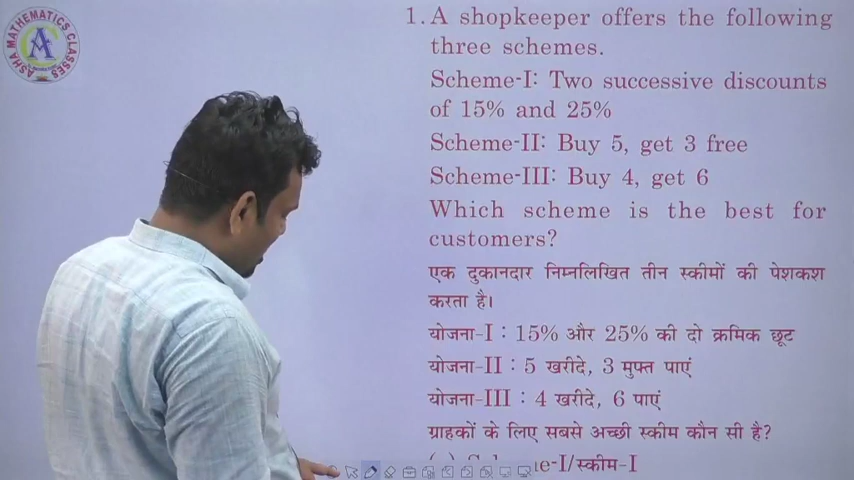 ASHA MATHEMATICS CLASSES
A
1. A shopkeeper offers the following
three schemes.
Scheme-I: Two successive discounts
of 15% and 25%
Scheme-II: Buy 5, get 3 free
Scheme-III: Buy 4, get 6
Which scheme is the best for
customers?
एक दुकानदार निम्नलिखित तीन स्कीमों की पेशकश
करता है।
योजना-I : 15% और 25% की दो क्रमिक छूट
योजना-II : 5 खरीदे, 3 मुफ्त पाएं
योजना-III : 4 खरीदे, 6 पाएं
ग्राहकों के लिए सबसे अच्छी स्कीम कौन सी है?
स्कीम-I